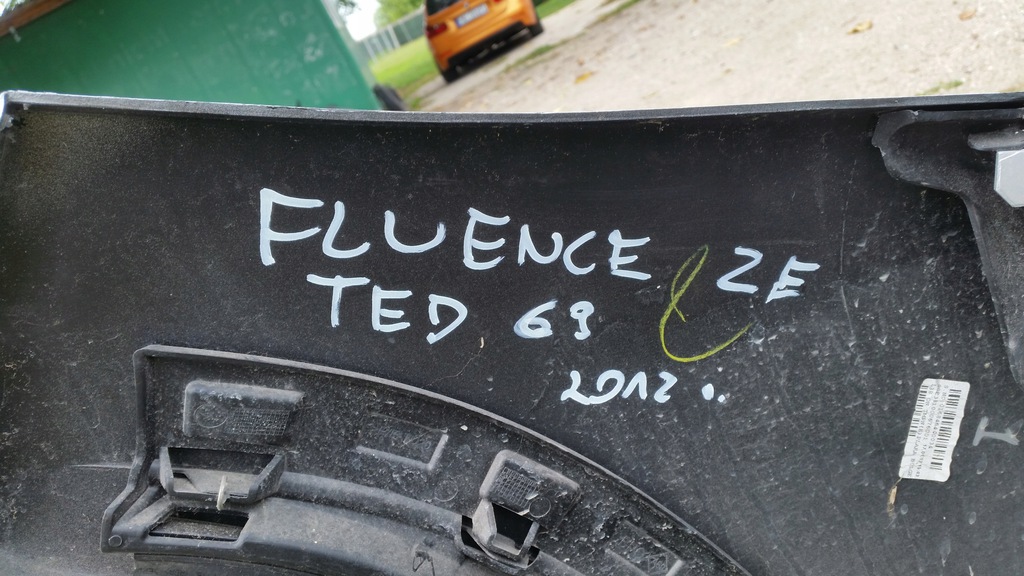 FLUENCE ZE
TED 69
2012..